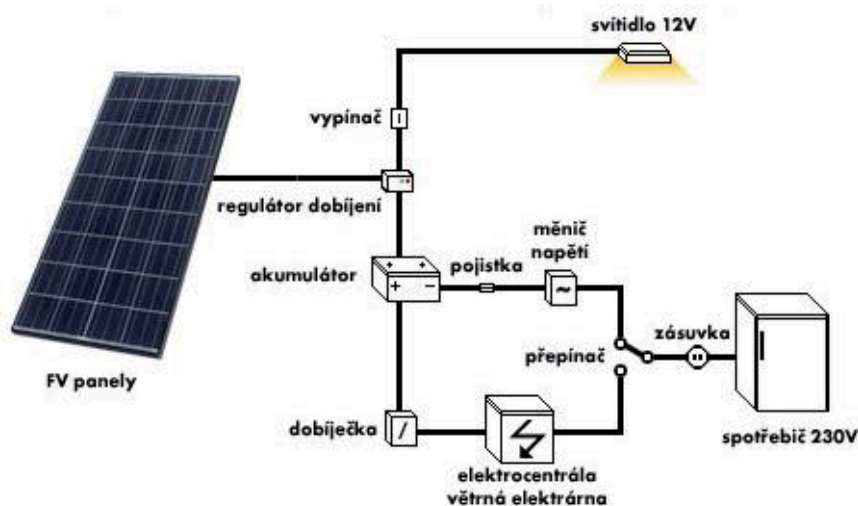 svítidlo 12V
vypínač
regulátor dobíjení
měnič
napětí
akumulátor
pojistka
zásuvka
přepínač
FV panely
dobíječka
spotřebič 230V
elektrocentrála
větrná elektrárna